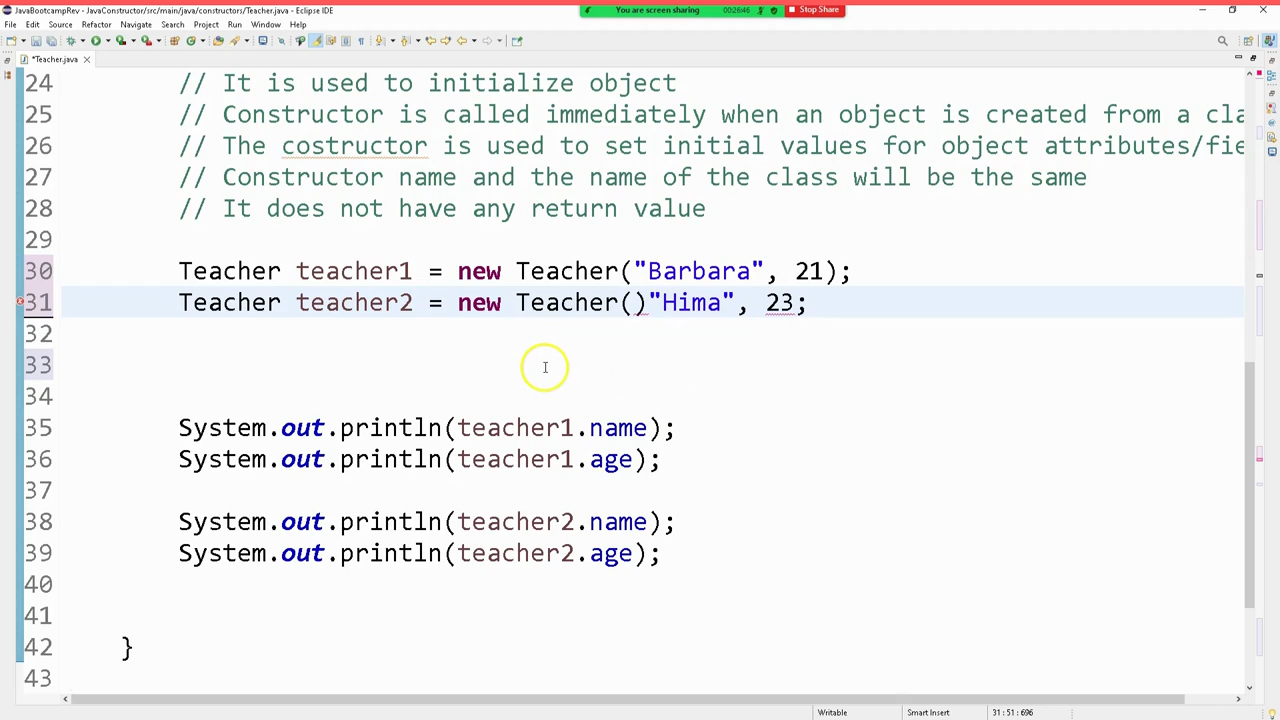 JavaBootcampRev - JavaConstructor/src/main/java/constructors/Teacher.java - Eclipse IDE
You are screen sharing
00:26:46
Stop Share
File Edit Source Refactor Navigate Search Project Run Window Help
*Teacher.java
24 // It is used to initialize object
25 // Constructor is called immediately when an object is created from a cla
26 // The costructor is used to set initial values for object attributes/fie
27 // Constructor name and the name of the class will be the same
28 // It does not have any return value
29
30 Teacher teacher1 = new Teacher("Barbara", 21);
31 Teacher teacher2 = new Teacher()"Hima", 23;
32
33
34
35 System.out.println(teacher1.name);
36 System.out.println(teacher1.age);
37
38 System.out.println(teacher2.name);
39 System.out.println(teacher2.age);
40
41
42 }
43
Writable Smart Insert 31 : 51 : 696